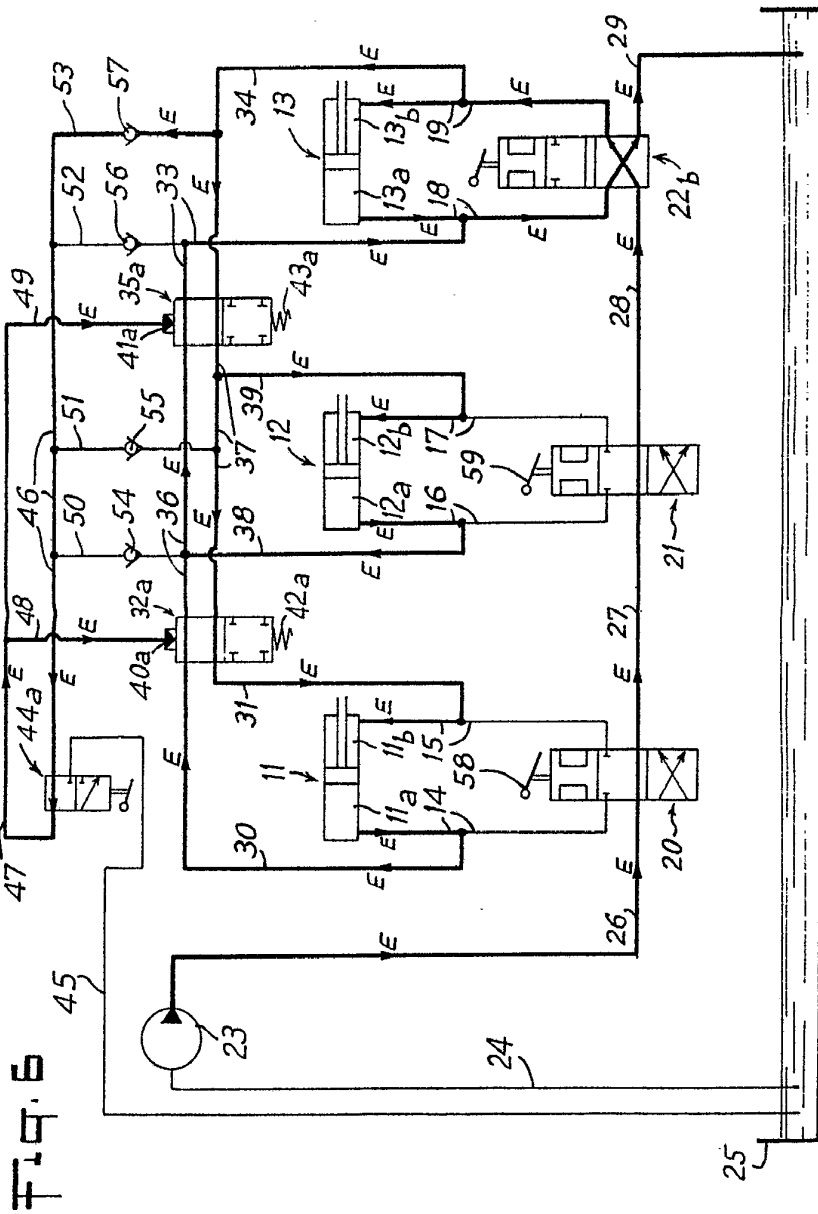 Fig. 6
47
44a
E
48
46
50
51
49
52
53
E
E
E
54
55
56
57
E
45
32a
36
35a
33
40a
E
41a
E
37
42a
43a
34
E
30
31
E
38
39
E
E
E
E
23
E
11
12
13
E
11a
11b
12a
12b
13a
13b
E
E
E
E
E
E
14
15
16
17
18
19
58
59
E
E
24
26
E
27
E
28
E
29
E
20
21
22b
25